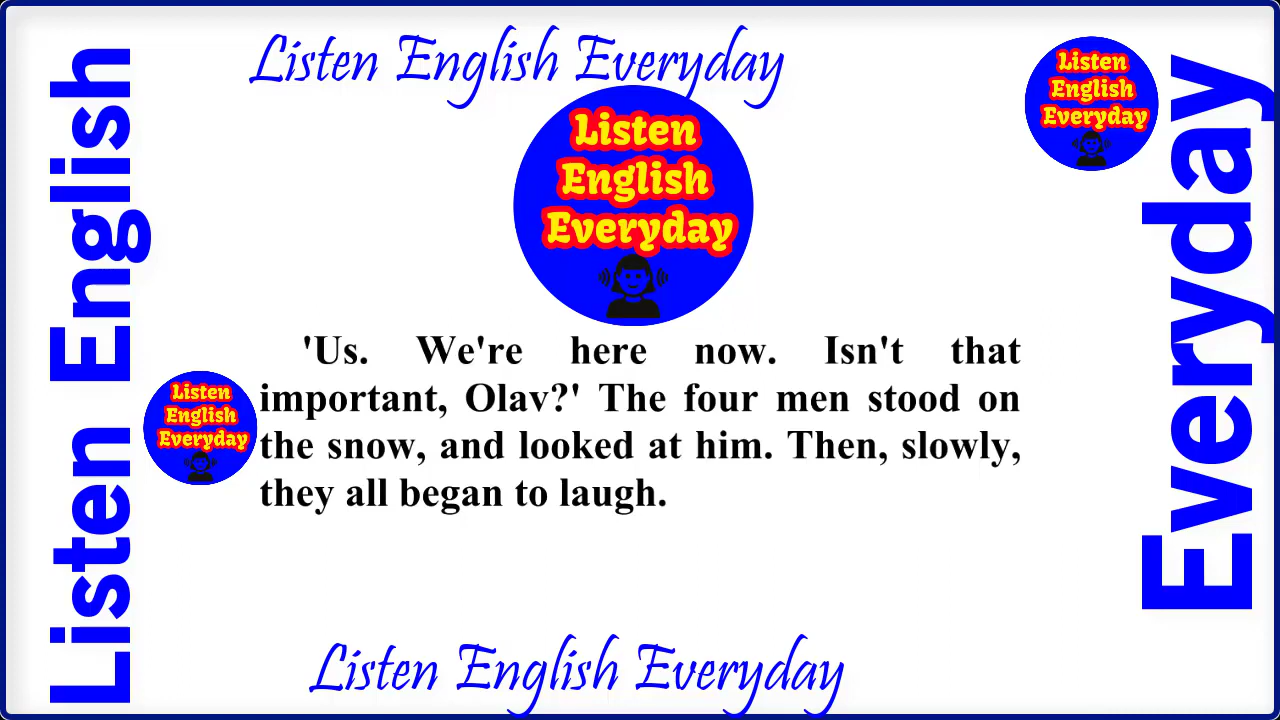 Listen English Everyday
Listen
English
Everyday
Listen
English
Everyday
Listen English
Everyday
'Us. We're here now. Isn't that
important, Olav?' The four men stood on
the snow, and looked at him. Then, slowly,
they all began to laugh.
Listen
English
Everyday
Listen English Everyday